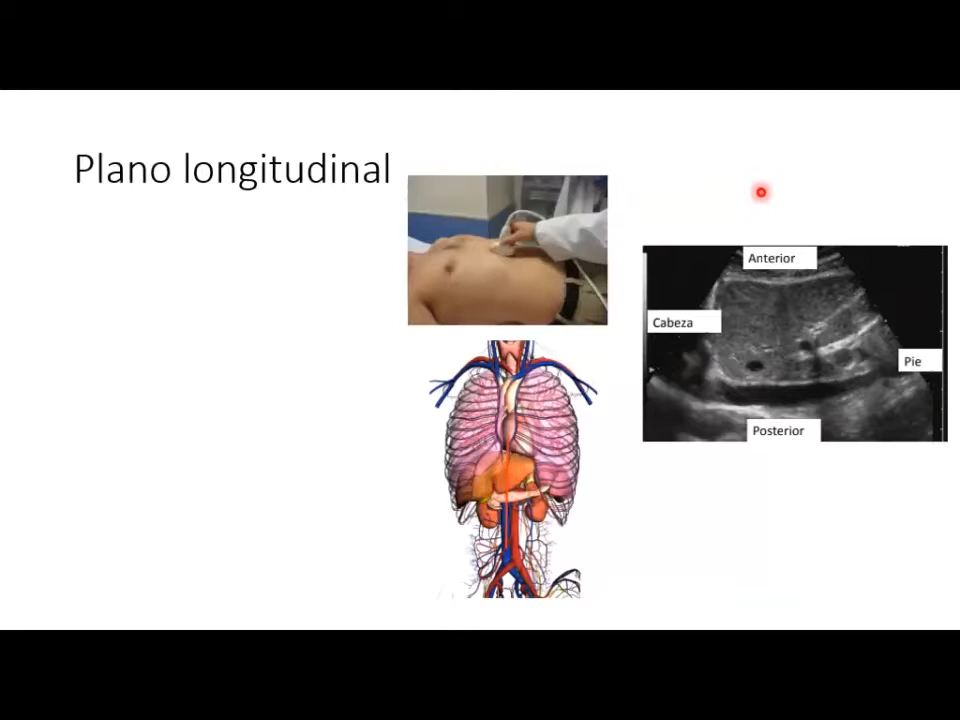 Plano longitudinal
Anterior
Cabeza
Pie
Posterior